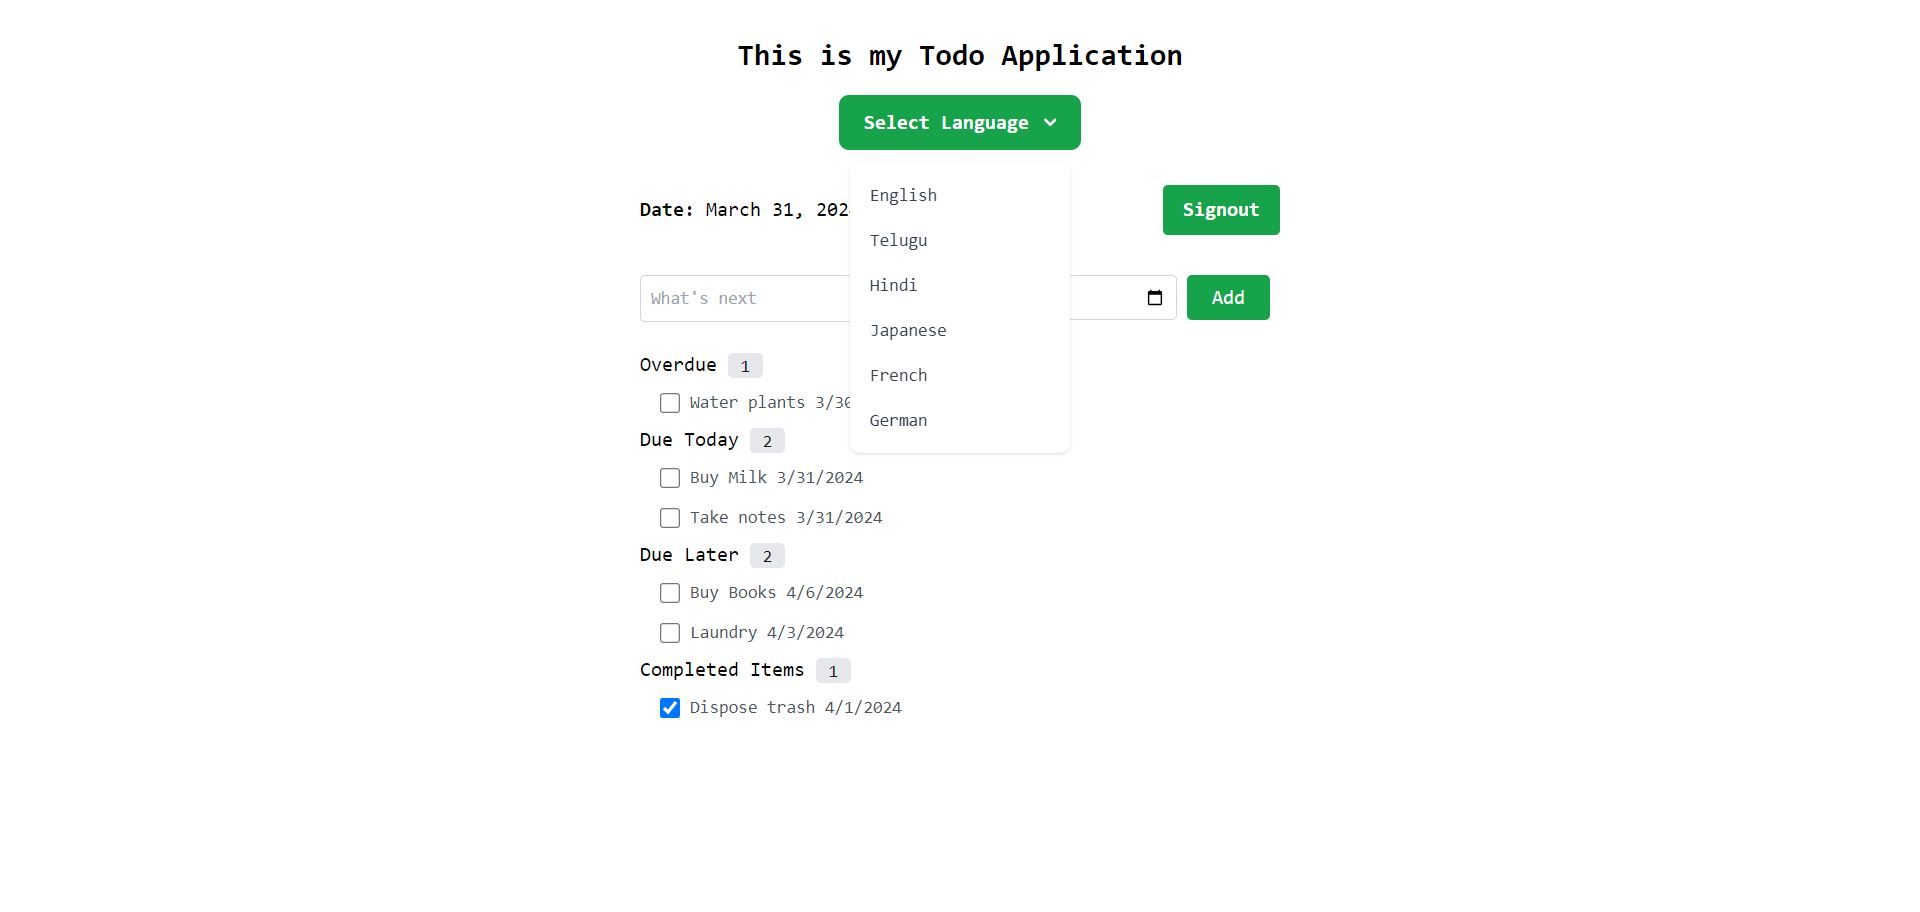 This is my Todo Application
Select Language
English
Telugu
Hindi
Japanese
French
German
Date: March 31, 202
Signout
What's next
Add
Overdue 1
Water plants 3/30
Due Today 2
Buy Milk 3/31/2024
Take notes 3/31/2024
Due Later 2
Buy Books 4/6/2024
Laundry 4/3/2024
Completed Items 1
Dispose trash 4/1/2024